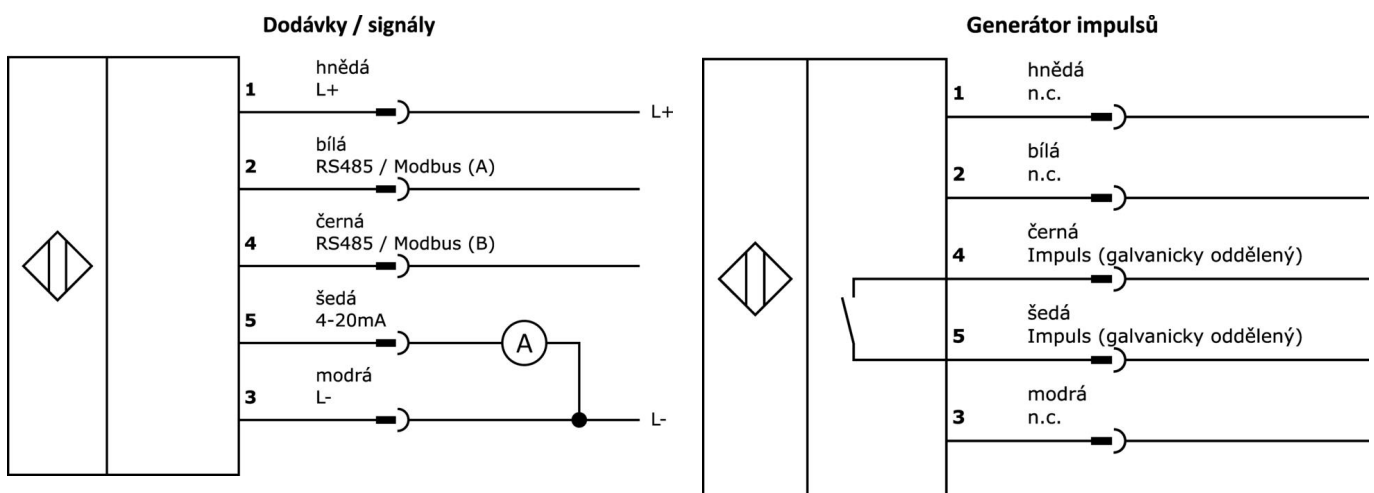 Dodávky / signály
hnědá
1 L+
L+
bílá
2 RS485 / Modbus (A)
černá
4 RS485 / Modbus (B)
šedá
5 4-20mA
A
modrá
3 L-
L-
Generátor impulsů
hnědá
1 n.c.
bílá
2 n.c.
černá
4 Impuls (galvanicky oddělený)
šedá
5 Impuls (galvanicky oddělený)
modrá
3 n.c.